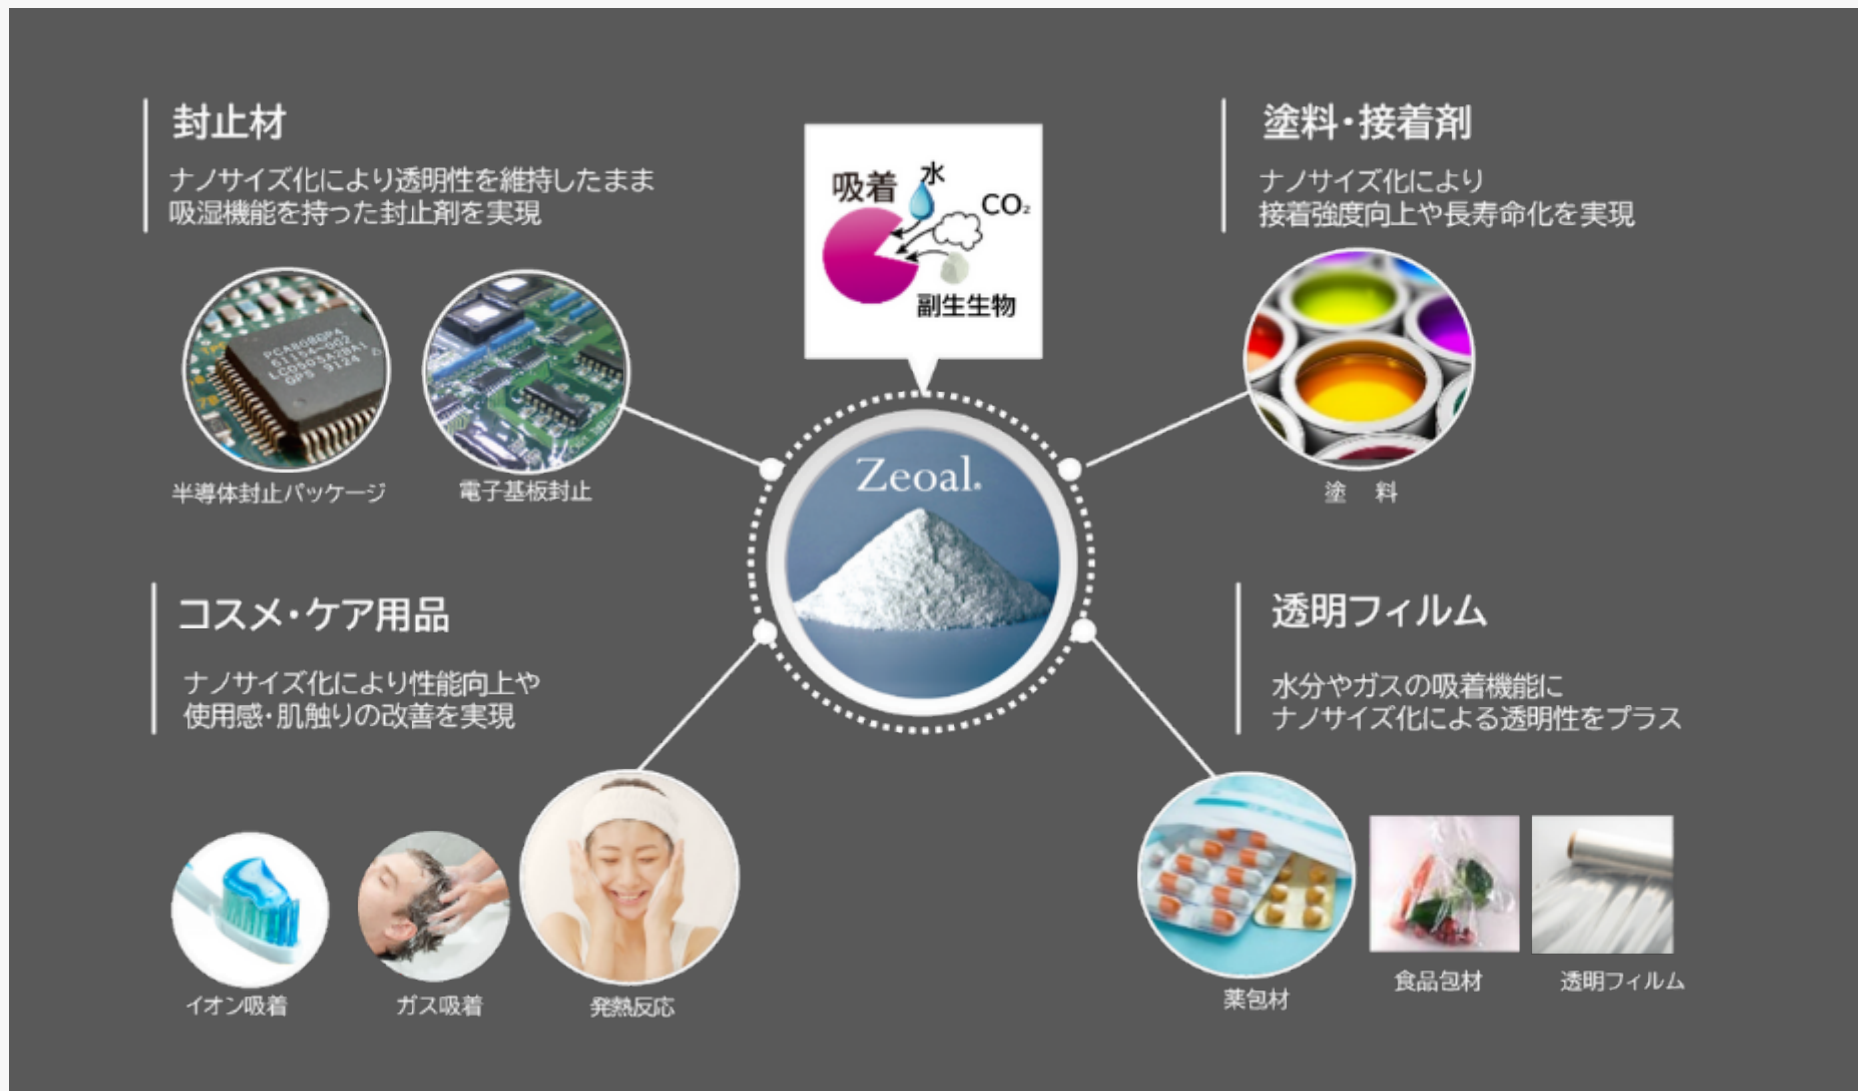 封止材
ナノサイズ化により透明性を維持したまま
吸湿機能を持った封止剤を実現
PCA80BDP4
61154-002
LCD503A2BA1
GPS 9124
半導体封止パッケージ
電子基板封止
吸着
水
CO₂
副生生物
Zeoal®
塗料・接着剤
ナノサイズ化により
接着強度向上や長寿命化を実現
塗　料
コスメ・ケア用品
ナノサイズ化により性能向上や
使用感・肌触りの改善を実現
イオン吸着
ガス吸着
発熱反応
透明フィルム
水分やガスの吸着機能に
ナノサイズ化による透明性をプラス
薬包材
食品包材
透明フィルム